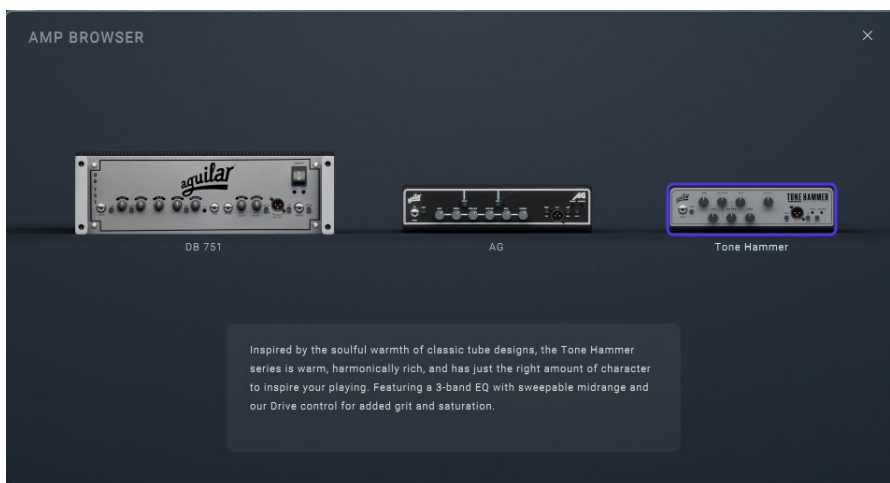 AMP BROWSER
aguilar
TONE HAMMER
DB 751
AG
Tone Hammer
Inspired by the soulful warmth of classic tube designs, the Tone Hammer
series is warm, harmonically rich, and has just the right amount of character
to inspire your playing. Featuring a 3-band EQ with sweepable midrange and
our Drive control for added grit and saturation.